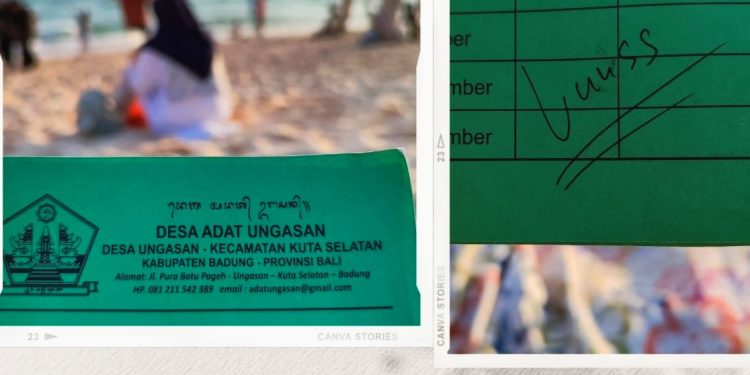 DESA ADAT UNGASAN
DESA UNGASAN - KECAMATAN KUTA SELATAN
KABUPATEN BADUNG - PROVINSI BALI
Alamat: Jl. Pura Batu Pageh - Ungasan – Kuta Selatan – Badung
HP. 081 211 542 389 email : adatungasan@gmail.com
23
CANVA STORIES
ber
mber
mber
Lunss
23
CANVA STORIES